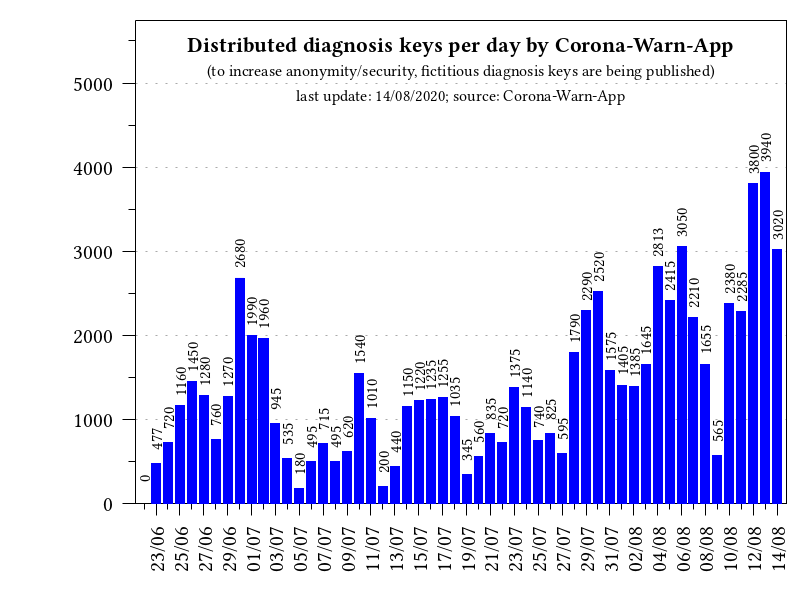 Distributed diagnosis keys per day by Corona-Warn-App
(to increase anonymity/security, fictitious diagnosis keys are being published)
last update: 14/08/2020; source: Corona-Warn-App
5000
4000
3000
2000
1000
0
0 477 720 1160 1450 1280 760 1270 2680 1990 1960 945 535 180 495 715 495 620 1540 1010 200 440 1150 1220 1235 1255 1035 345 560 835 720 1375 1140 740 825 595 1790 2290 2520 1575 1405 1385 1645 2813 2415 3050 2210 1655 565 2380 2285 3800 3940 3020
23/06 25/06 27/06 29/06 01/07 03/07 05/07 07/07 09/07 11/07 13/07 15/07 17/07 19/07 21/07 23/07 25/07 27/07 29/07 31/07 02/08 04/08 06/08 08/08 10/08 12/08 14/08